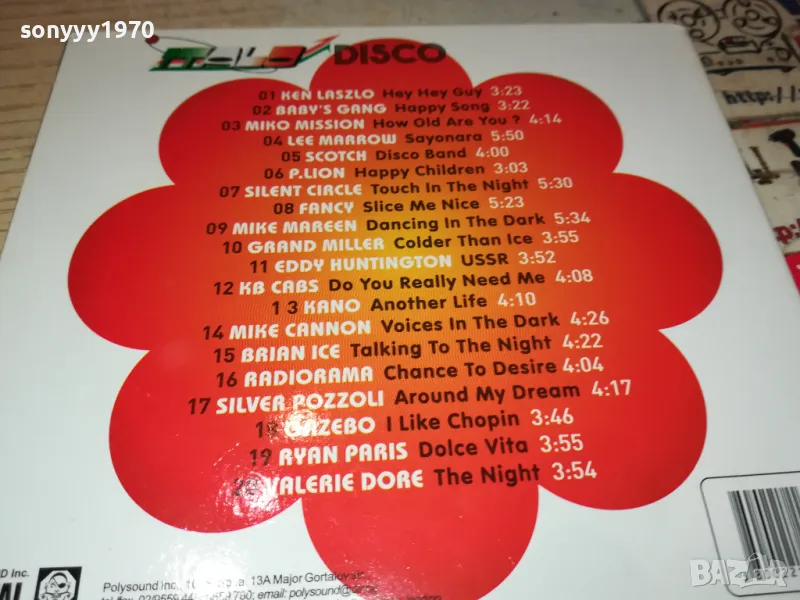 sonyyy1970
DISCO
http://
01 KEN LASZLO Hey Hey Guy 3:23
02 BABY'S GANG Happy Song 3:22
03 MIKO MISSION How Old Are You ? 4:14
04 LEE MARROW Sayonara 5:50
05 SCOTCH Disco Band 4:00
06 P.LION Happy Children 3:03
07 SILENT CIRCLE Touch In The Night 5:30
08 FANCY Slice Me Nice 5:23
09 MIKE MAREEN Dancing In The Dark 5:34
10 GRAND MILLER Colder Than Ice 3:55
11 EDDY HUNTINGTON USSR 3:52
12 KB CABS Do You Really Need Me 4:08
1 3 KANO Another Life 4:10
14 MIKE CANNON Voices In The Dark 4:26
15 BRIAN ICE Talking To The Night 4:22
16 RADIORAMA Chance To Desire 4:04
17 SILVER POZZOLI Around My Dream 4:17
18 GAZEBO I Like Chopin 3:46
19 RYAN PARIS Dolce Vita 3:55
20 VALERIE DORE The Night 3:54
Polysound Inc., 13A Major Gortalov
email: polysound@
bazar